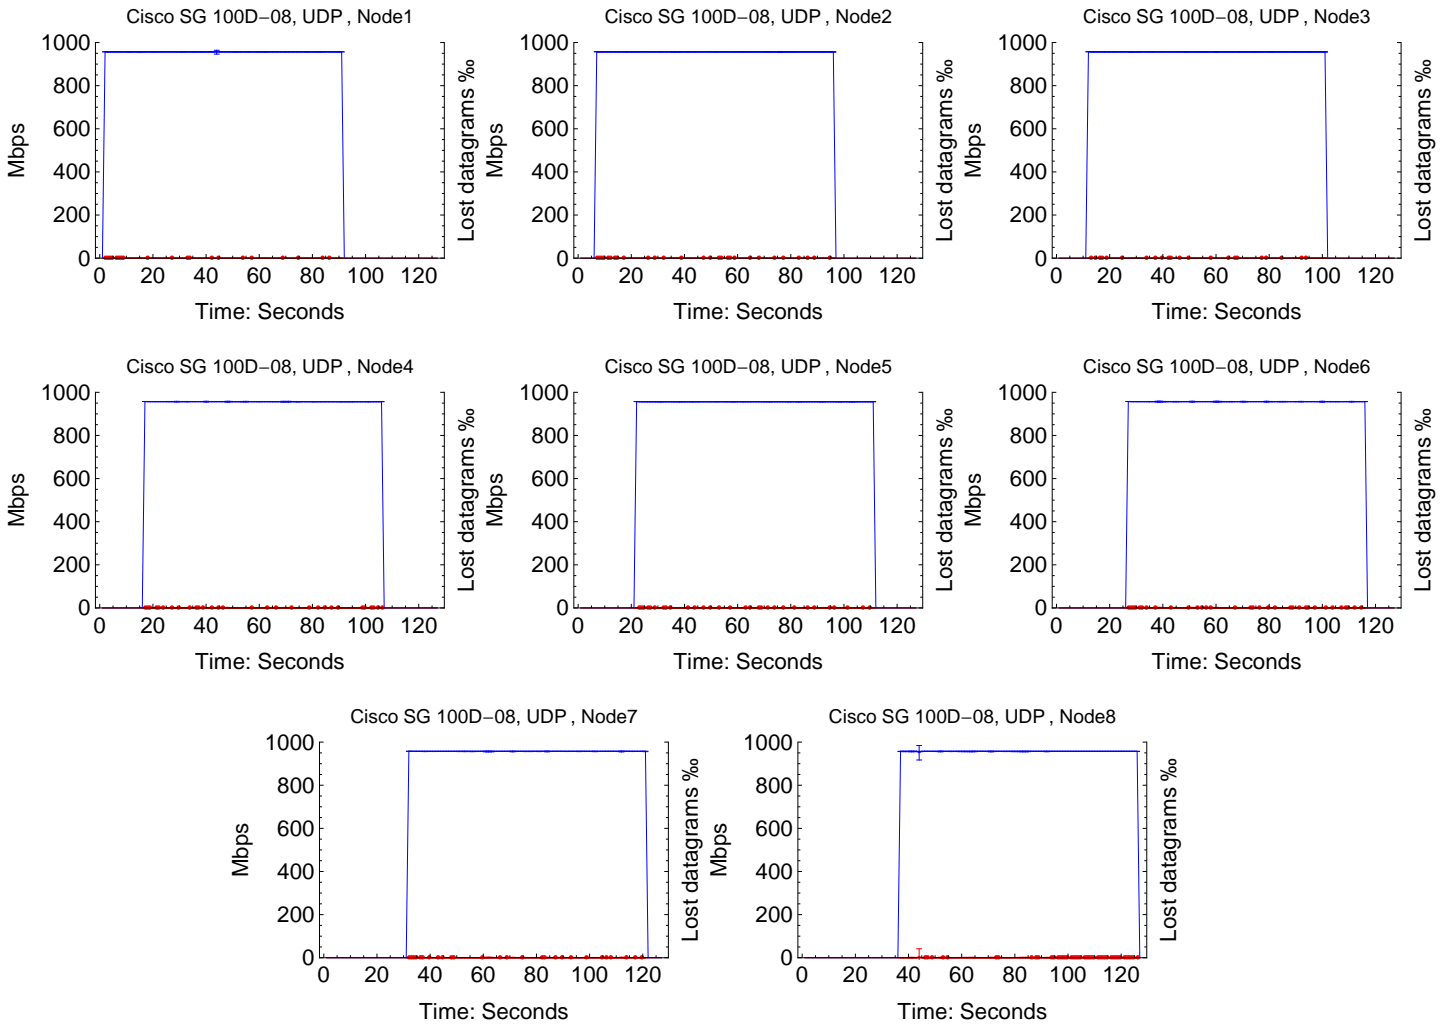 Cisco SG 100D−08, UDP , Node1
Cisco SG 100D−08, UDP , Node2
Cisco SG 100D−08, UDP , Node3
1000
800
600
400
200
0
Mbps
Lost datagrams ‰
0 20 40 60 80 100 120
Time: Seconds
1000
800
600
400
200
0
Mbps
Lost datagrams ‰
0 20 40 60 80 100 120
Time: Seconds
1000
800
600
400
200
0
Mbps
Lost datagrams ‰
0 20 40 60 80 100 120
Time: Seconds
Cisco SG 100D−08, UDP , Node4
Cisco SG 100D−08, UDP , Node5
Cisco SG 100D−08, UDP , Node6
1000
800
600
400
200
0
Mbps
Lost datagrams ‰
0 20 40 60 80 100 120
Time: Seconds
1000
800
600
400
200
0
Mbps
Lost datagrams ‰
0 20 40 60 80 100 120
Time: Seconds
1000
800
600
400
200
0
Mbps
Lost datagrams ‰
0 20 40 60 80 100 120
Time: Seconds
Cisco SG 100D−08, UDP , Node7
Cisco SG 100D−08, UDP , Node8
1000
800
600
400
200
0
Mbps
Lost datagrams ‰
0 20 40 60 80 100 120
Time: Seconds
1000
800
600
400
200
0
Mbps
Lost datagrams ‰
0 20 40 60 80 100 120
Time: Seconds